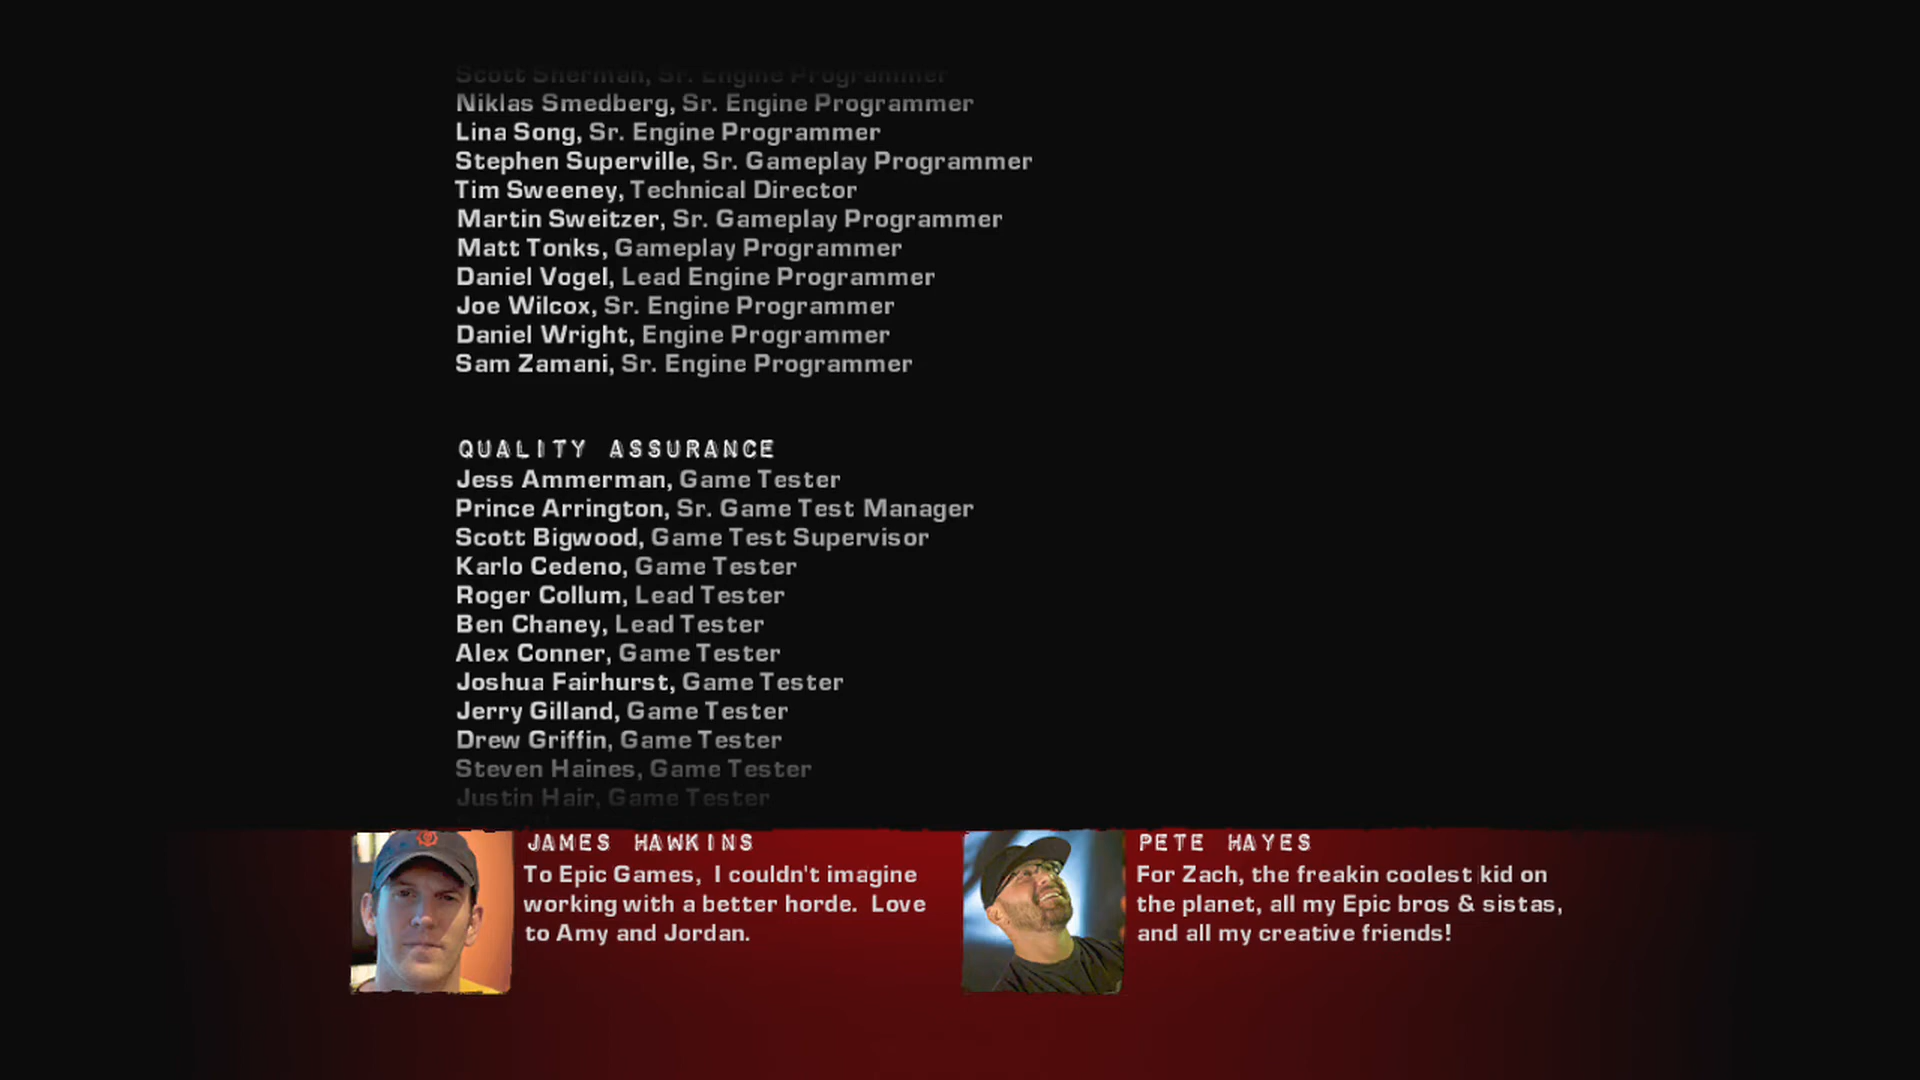 Scott Sherman, Sr. Engine Programmer
Niklas Smedberg, Sr. Engine Programmer
Lina Song, Sr. Engine Programmer
Stephen Superville, Sr. Gameplay Programmer
Tim Sweeney, Technical Director
Martin Sweitzer, Sr. Gameplay Programmer
Matt Tonks, Gameplay Programmer
Daniel Vogel, Lead Engine Programmer
Joe Wilcox, Sr. Engine Programmer
Daniel Wright, Engine Programmer
Sam Zamani, Sr. Engine Programmer
QUALITY ASSURANCE
Jess Ammerman, Game Tester
Prince Arrington, Sr. Game Test Manager
Scott Bigwood, Game Test Supervisor
Karlo Cedeno, Game Tester
Roger Collum, Lead Tester
Ben Chaney, Lead Tester
Alex Conner, Game Tester
Joshua Fairhurst, Game Tester
Jerry Gilland, Game Tester
Drew Griffin, Game Tester
Steven Haines, Game Tester
Justin Hair, Game Tester
JAMES HAWKINS
To Epic Games, I couldn't imagine
working with a better horde. Love
to Amy and Jordan.
PETE HAYES
For Zach, the freakin coolest kid on
the planet, all my Epic bros & sistas,
and all my creative friends!